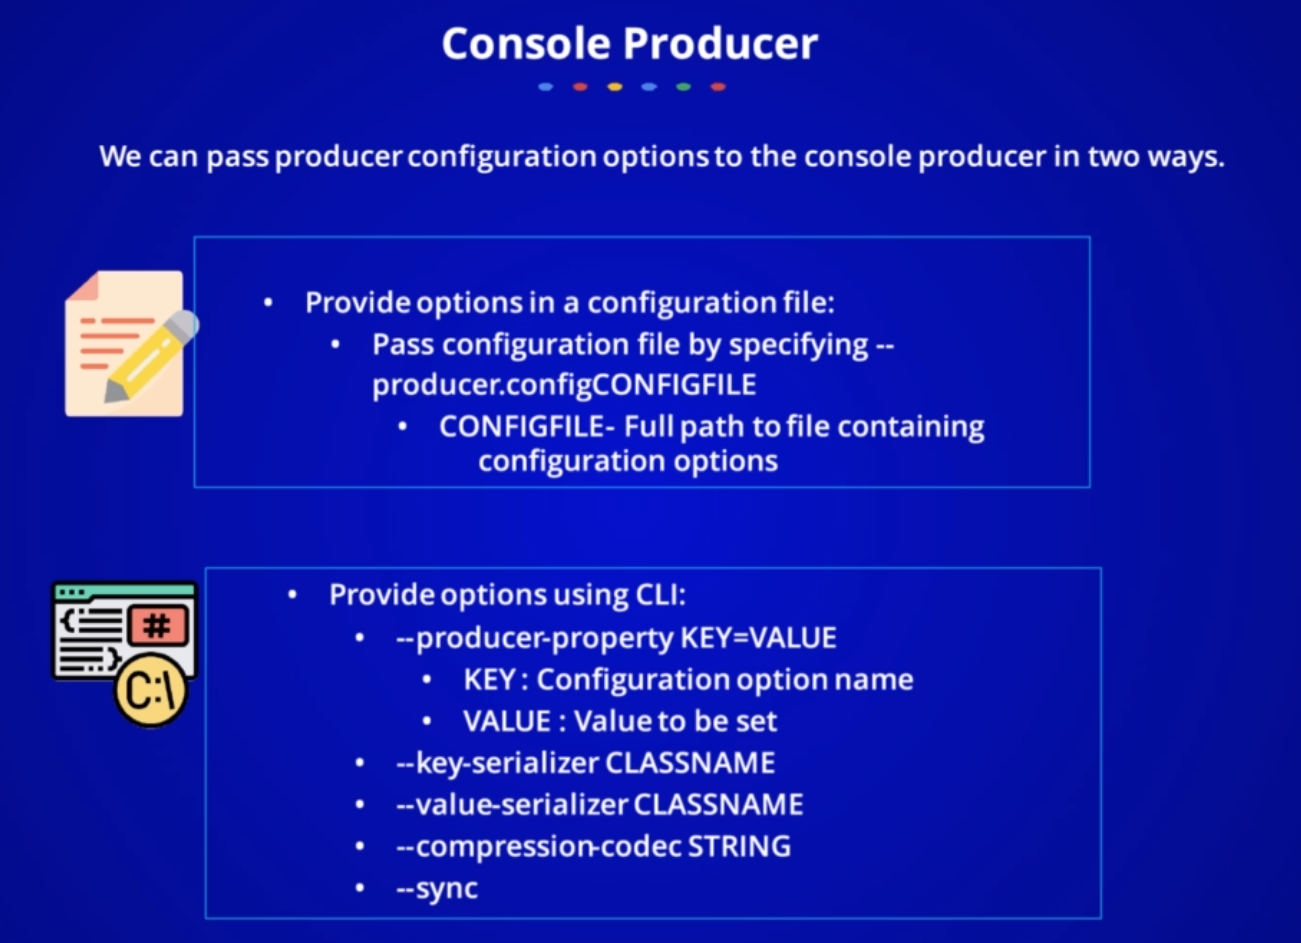 Console Producer
We can pass producer configuration options to the console producer in two ways.
• Provide options in a configuration file:
• Pass configuration file by specifying --
producer.configCONFIGFILE
• CONFIGFILE- Full path to file containing
configuration options
• Provide options using CLI:
• --producer-property KEY=VALUE
• KEY : Configuration option name
• VALUE : Value to be set
• --key-serializer CLASSNAME
• --value-serializer CLASSNAME
• --compression-codec STRING
• --sync
{
#
}
C:\